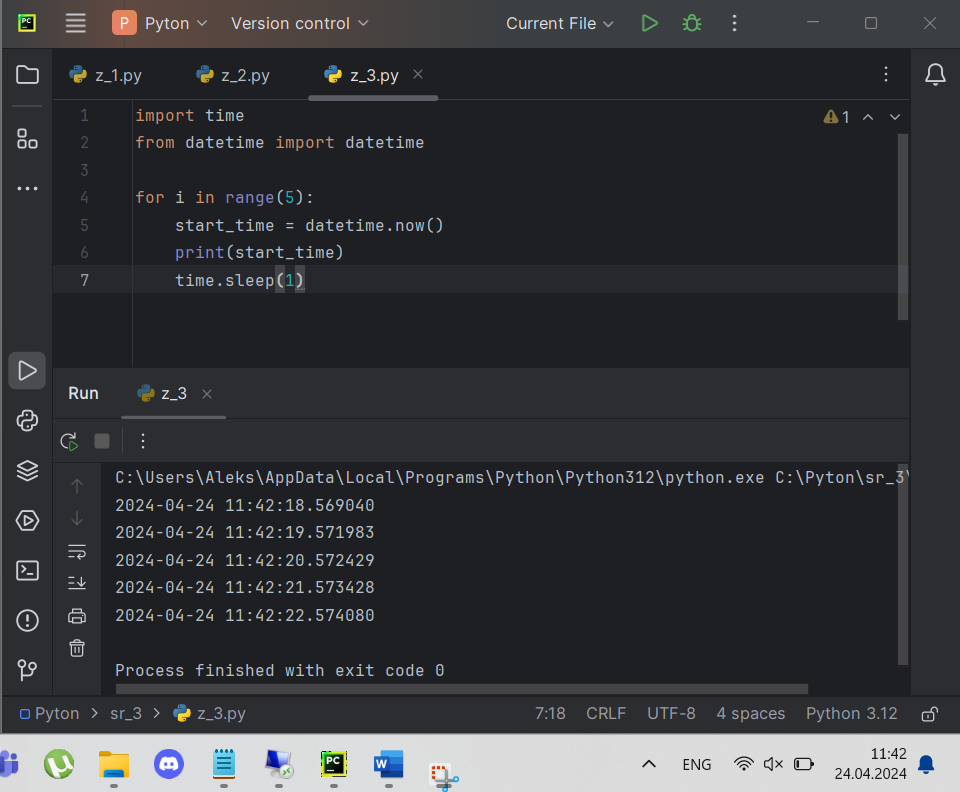 P Pyton Version control Current File
z_1.py z_2.py z_3.py
1 import time 1
2 from datetime import datetime
3
4 for i in range(5):
5 start_time = datetime.now()
6 print(start_time)
7 time.sleep(1)
Run z_3
C:\Users\Aleks\AppData\Local\Programs\Python\Python312\python.exe C:\Pyton\sr_3\
2024-04-24 11:42:18.569040
2024-04-24 11:42:19.571983
2024-04-24 11:42:20.572429
2024-04-24 11:42:21.573428
2024-04-24 11:42:22.574080
Process finished with exit code 0
Pyton > sr_3 > z_3.py 7:18 CRLF UTF-8 4 spaces Python 3.12
ENG 11:42
24.04.2024